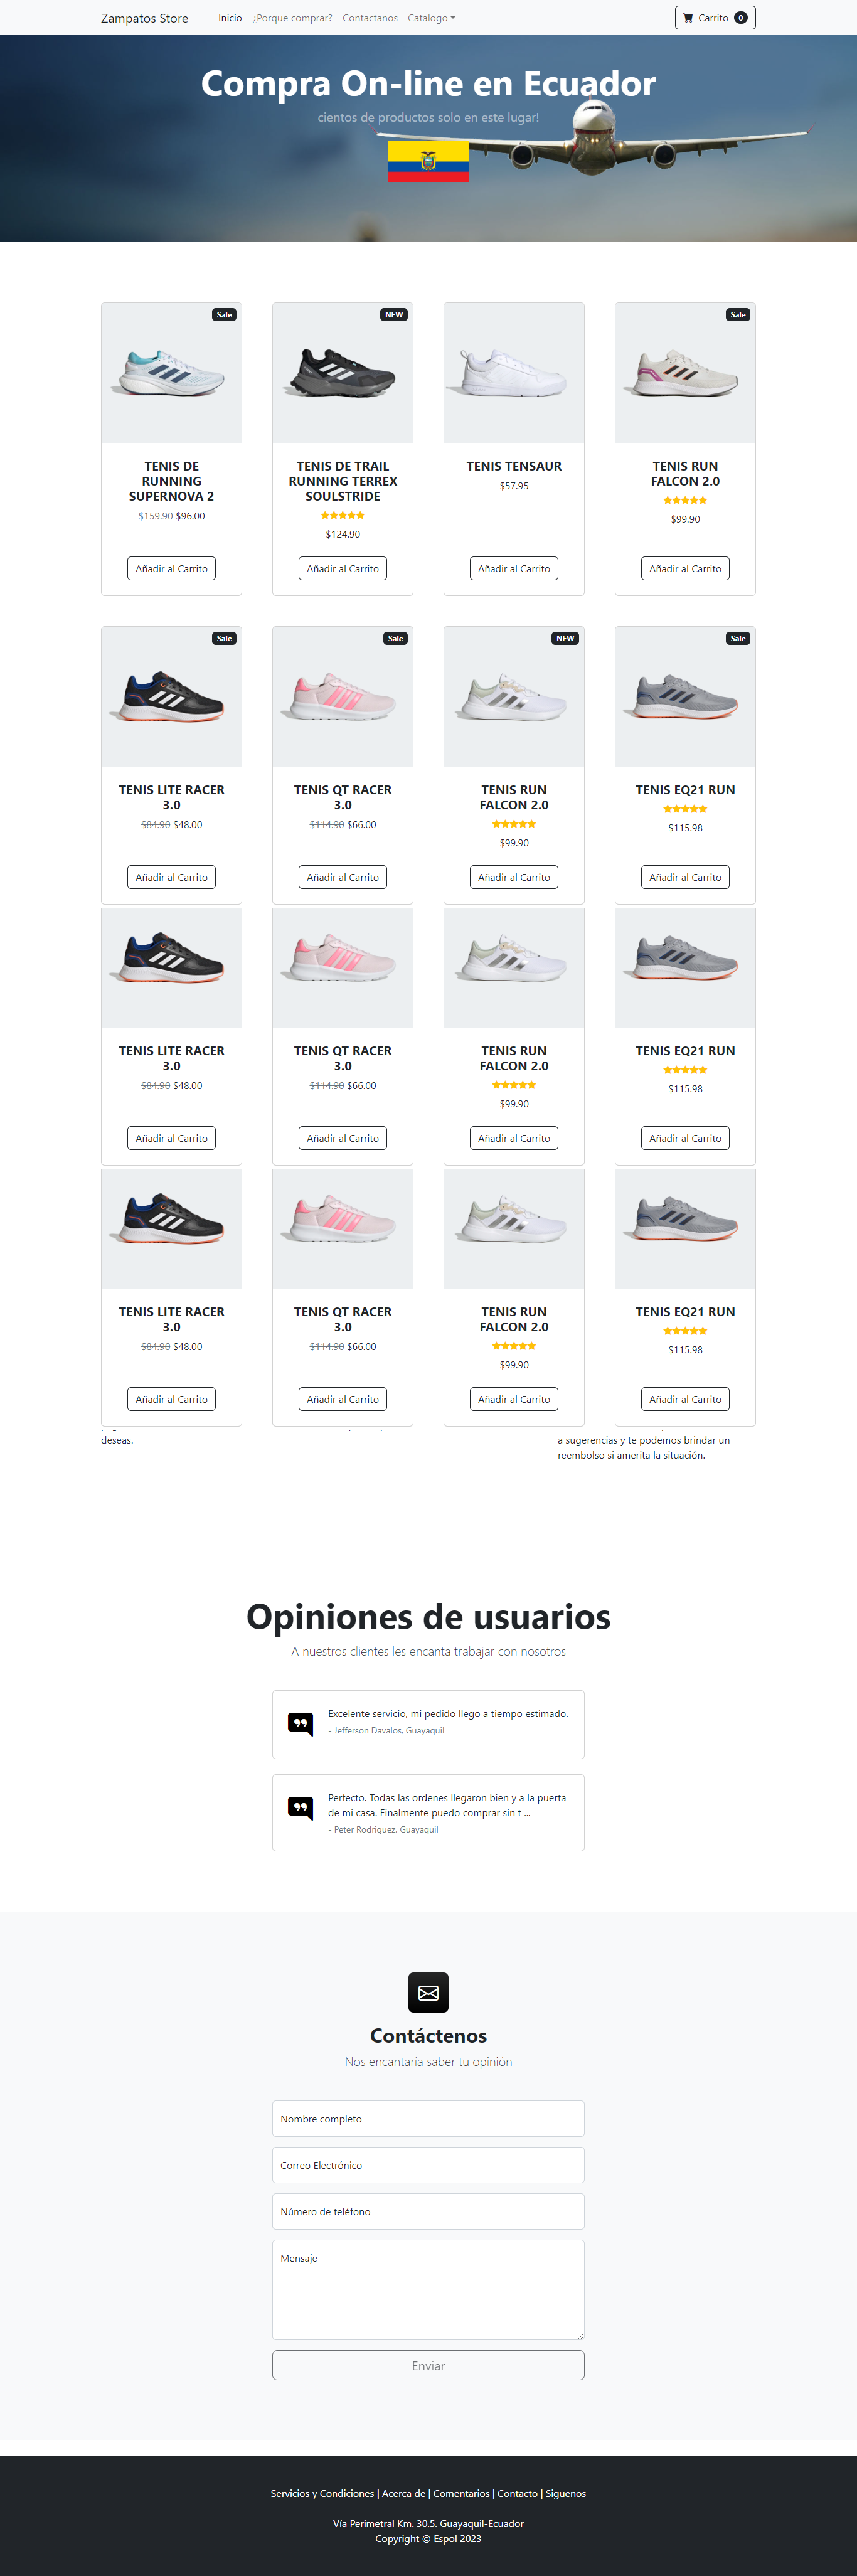 Zampatos Store Inicio ¿Porque comprar? Contactanos Catalogo Carrito 0
Compra On-line en Ecuador
cientos de productos solo en este lugar!
Sale NEW Sale
TENIS DE
RUNNING
SUPERNOVA 2
$159.90 $96.00
Añadir al Carrito
TENIS DE TRAIL
RUNNING TERREX
SOULSTRIDE
$124.90
Añadir al Carrito
TENIS TENSAUR
$57.95
Añadir al Carrito
TENIS RUN
FALCON 2.0
$99.90
Añadir al Carrito
Sale Sale NEW Sale
TENIS LITE RACER
3.0
$84.90 $48.00
Añadir al Carrito
TENIS QT RACER
3.0
$114.90 $66.00
Añadir al Carrito
TENIS RUN
FALCON 2.0
$99.90
Añadir al Carrito
TENIS EQ21 RUN
$115.98
Añadir al Carrito
TENIS LITE RACER
3.0
$84.90 $48.00
Añadir al Carrito
TENIS QT RACER
3.0
$114.90 $66.00
Añadir al Carrito
TENIS RUN
FALCON 2.0
$99.90
Añadir al Carrito
TENIS EQ21 RUN
$115.98
Añadir al Carrito
TENIS LITE RACER
3.0
$84.90 $48.00
Añadir al Carrito
TENIS QT RACER
3.0
$114.90 $66.00
Añadir al Carrito
TENIS RUN
FALCON 2.0
$99.90
Añadir al Carrito
TENIS EQ21 RUN
$115.98
Añadir al Carrito
deseas.
a sugerencias y te podemos brindar un
reembolso si amerita la situación.
Opiniones de usuarios
A nuestros clientes les encanta trabajar con nosotros
Excelente servicio, mi pedido llego a tiempo estimado.
- Jefferson Davalos, Guayaquil
Perfecto. Todas las ordenes llegaron bien y a la puerta
de mi casa. Finalmente puedo comprar sin t ...
- Peter Rodriguez, Guayaquil
Contáctenos
Nos encantaría saber tu opinión
Nombre completo
Correo Electrónico
Número de teléfono
Mensaje
Enviar
Servicios y Condiciones | Acerca de | Comentarios | Contacto | Siguenos
Vía Perimetral Km. 30.5. Guayaquil-Ecuador
Copyright © Espol 2023